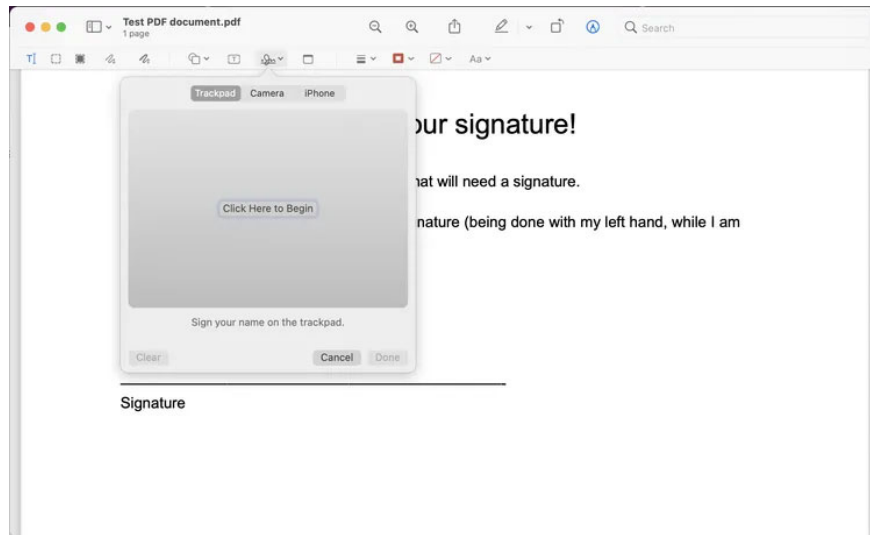 Test PDF document.pdf
1 page
Search
Aa
Trackpad Camera iPhone
our signature!
hat will need a signature.
Click Here to Begin
nature (being done with my left hand, while I am
Sign your name on the trackpad.
Clear Cancel Done
Signature